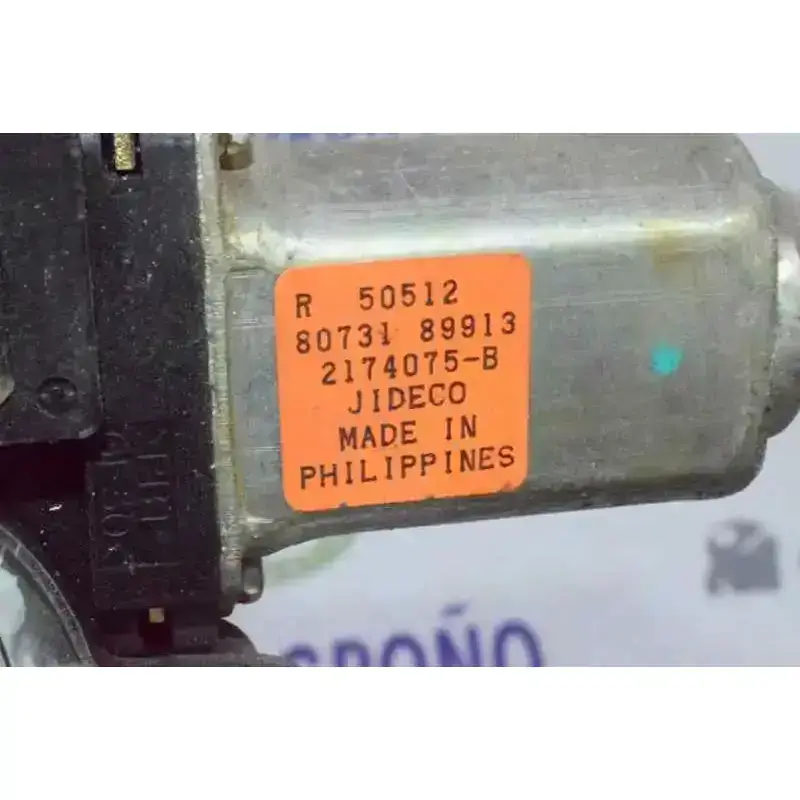 R 50512
80731 89913
2174075-B
JIDECO
MADE IN
PHILIPPINES